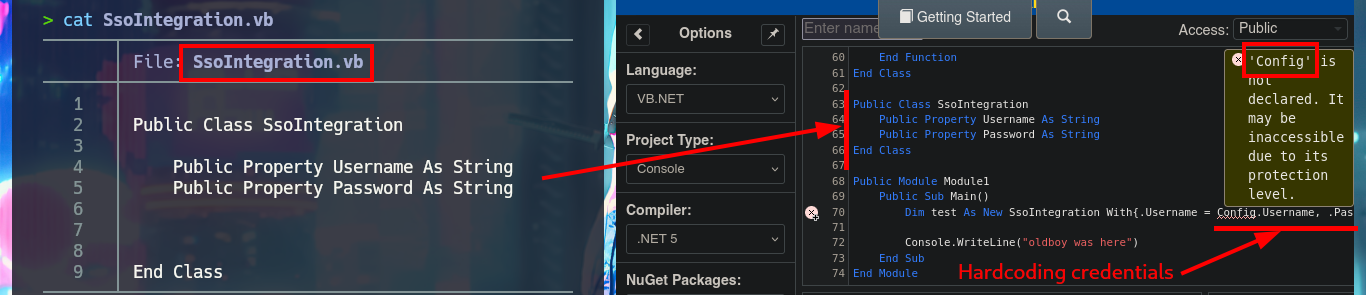 > cat SsoIntegration.vb
File: SsoIntegration.vb
1
2 Public Class SsoIntegration
3
4 Public Property Username As String
5 Public Property Password As String
6
7
8
9 End Class
Options
Language:
VB.NET
Project Type:
Console
Compiler:
.NET 5
NuGet Packages:
Getting Started
Enter name
Access:
Public
60 End Function
61 End Class
62
63 Public Class SsoIntegration
64 Public Property Username As String
65 Public Property Password As String
66 End Class
67
68 Public Module Module1
69 Public Sub Main()
70 Dim test As New SsoIntegration With{.Username = Config.Username, .Pas
71
72 Console.WriteLine("oldboy was here")
73 End Sub
74 End Module
'Config' is
not
declared. It
may be
inaccessible
due to its
protection
level.
Hardcoding credentials